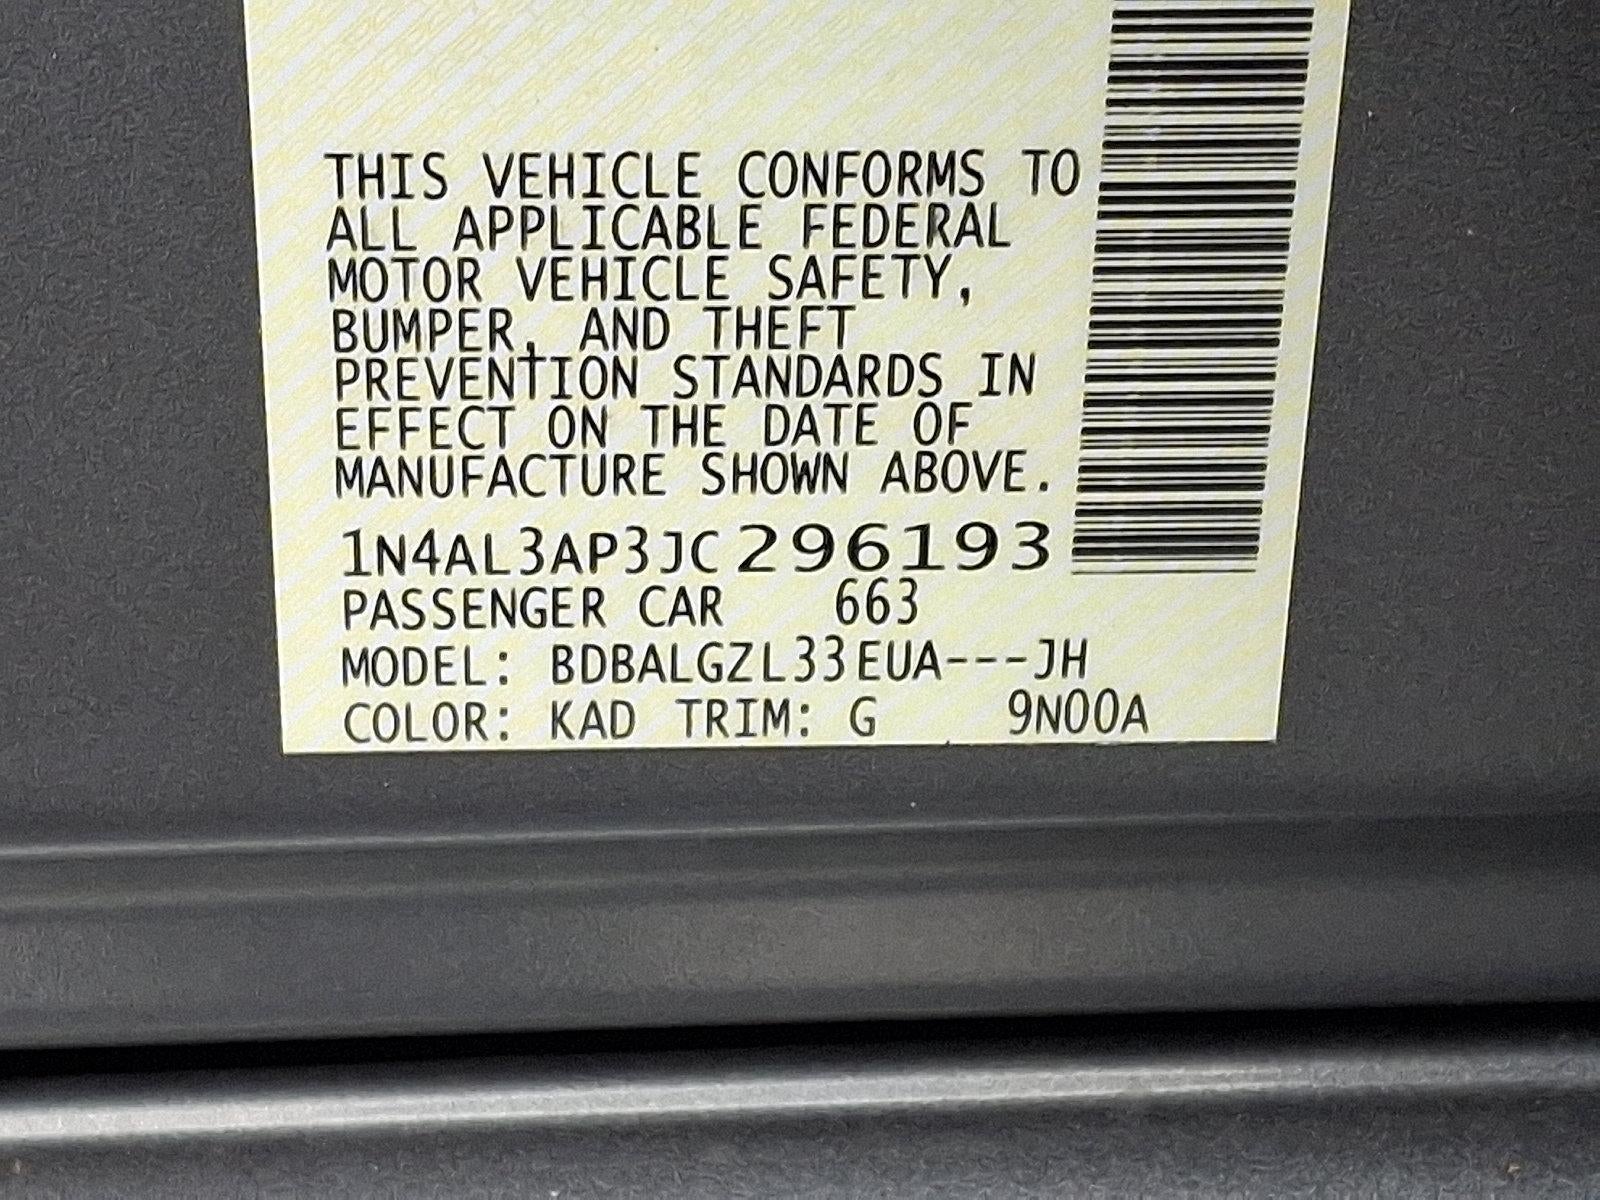 THIS VEHICLE CONFORMS TO
ALL APPLICABLE FEDERAL
MOTOR VEHICLE SAFETY,
BUMPER, AND THEFT
PREVENTION STANDARDS IN
EFFECT ON THE DATE OF
MANUFACTURE SHOWN ABOVE.
1N4AL3AP3JC296193
PASSENGER CAR 663
MODEL: BDBALGZL33EUA---JH
COLOR: KAD TRIM: G 9N00A